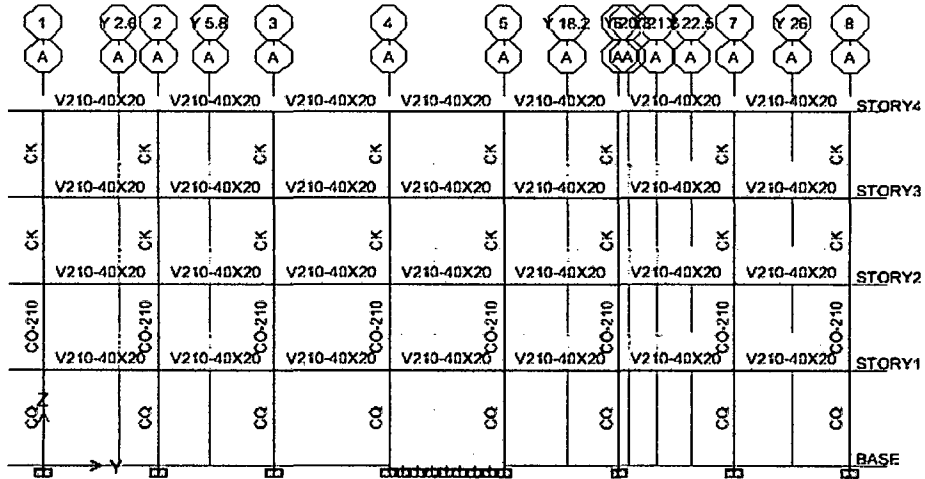 1 Y 2.6 2 Y 5.8 3 4 5 Y 18.2 22.5 7 Y 26 8
A A A A A A A A A A A A A A A
V210-40X20 V210-40X20 V210-40X20 V210-40X20 V210-40X20 V210-40X20 V210-40X20 STORY4
CK CK CK CK CK CK CK CK
V210-40X20 V210-40X20 V210-40X20 V210-40X20 V210-40X20 V210-40X20 V210-40X20 STORY3
CK CK CK CK CK CK CK CK
V210-40X20 V210-40X20 V210-40X20 V210-40X20 V210-40X20 V210-40X20 V210-40X20 STORY2
CO-210 CO-210 CO-210 CO-210 CO-210 CO-210 CO-210 CO-210
V210-40X20 V210-40X20 V210-40X20 V210-40X20 V210-40X20 V210-40X20 V210-40X20 STORY1
CQ CQ CQ CQ CQ CQ CQ CQ
Z
Y
BASE